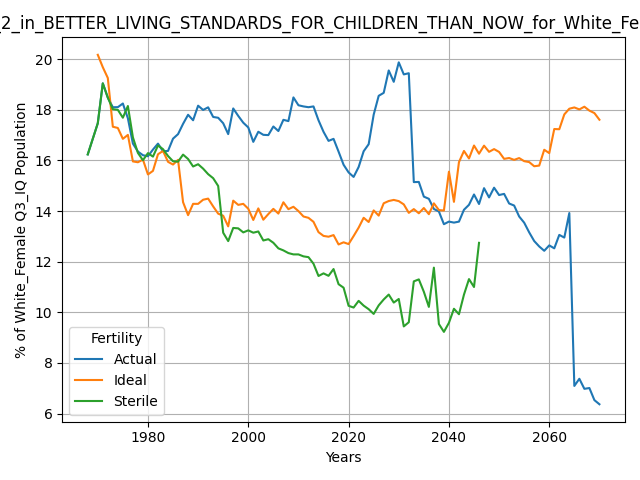 _2_in_BETTER_LIVING_STANDARDS_FOR_CHILDREN_THAN_NOW_for_White_Fe
% of White_Female Q3_IQ Population
20
18
16
14
12
10
8
6
Fertility
Actual
Ideal
Sterile
1980 2000 2020 2040 2060
Years